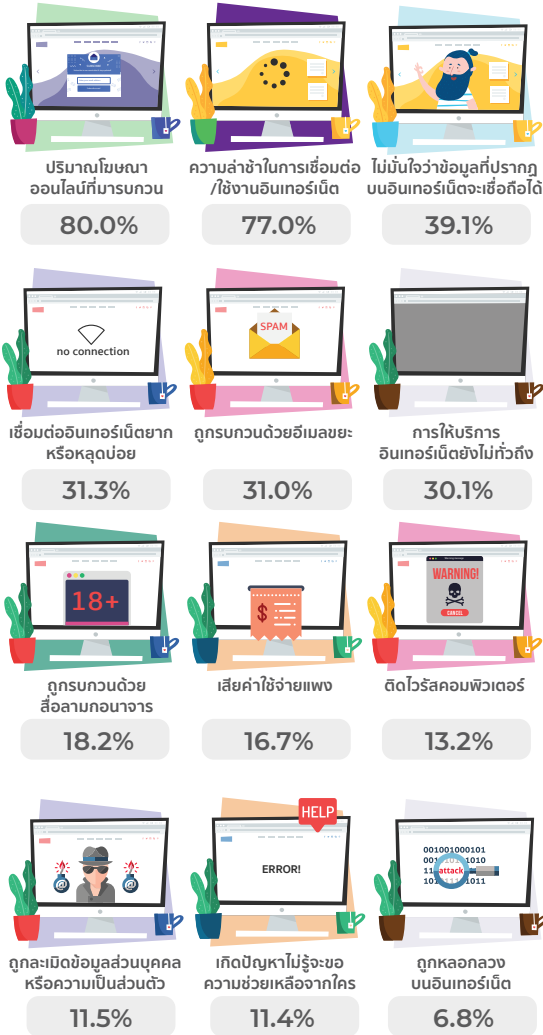 ปริมาณโฆษณา
ออนไลน์ที่มารบกวน
80.0%
ความล่าช้าในการเชื่อมต่อ
/ใช้งานอินเทอร์เน็ต
77.0%
ไม่มั่นใจว่าข้อมูลที่ปรากฎ
บนอินเทอร์เน็ตจะเชื่อถือได้
39.1%
no connection
เชื่อมต่ออินเทอร์เน็ตยาก
หรือหลุดบ่อย
31.3%
SPAM
ถูกรบกวนด้วยอีเมลขยะ
31.0%
การให้บริการ
อินเทอร์เน็ตยังไม่ทั่วถึง
30.1%
18+
ถูกรบกวนด้วย
สื่อลามกอนาจาร
18.2%
$
เสียค่าใช้จ่ายแพง
16.7%
WARNING!
CANCEL
ติดไวรัสคอมพิวเตอร์
13.2%
@ @
ถูกละเมิดข้อมูลส่วนบุคคล
หรือความเป็นส่วนตัว
11.5%
HELP
ERROR!
เกิดปัญหาไม่รู้จะขอ
ความช่วยเหลือจากใคร
11.4%
001001000101
attack
ถูกหลอกลวง
บนอินเทอร์เน็ต
6.8%